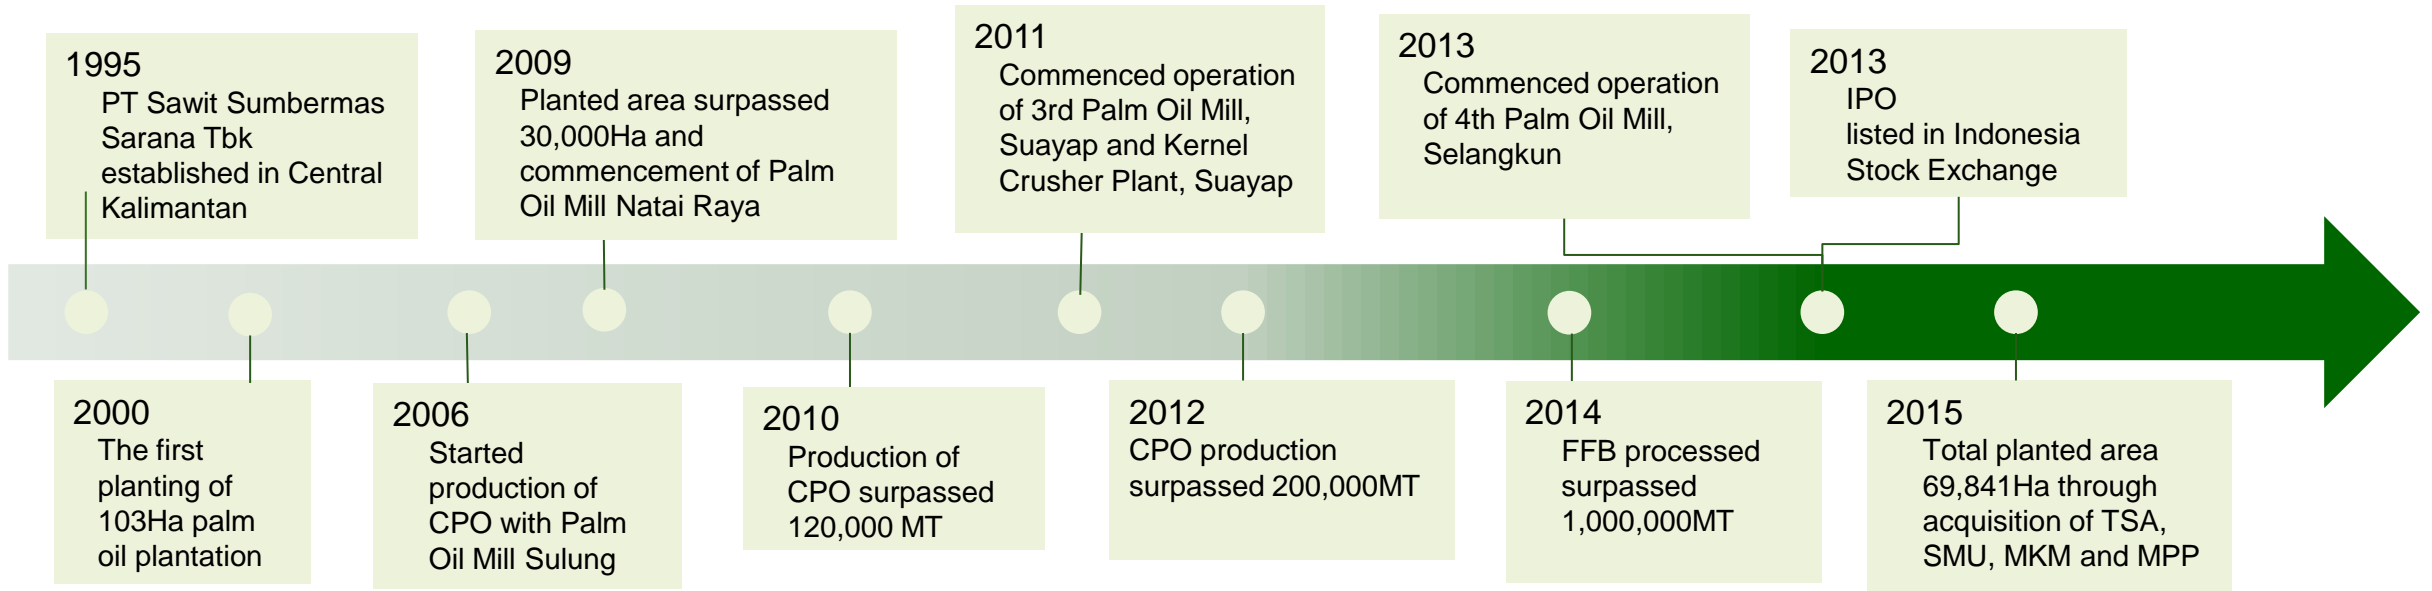 1995
PT Sawit Sumbermas
Sarana Tbk
established in Central
Kalimantan
2009
Planted area surpassed
30,000Ha and
commencement of Palm
Oil Mill Natai Raya
2011
Commenced operation
of 3rd Palm Oil Mill,
Suayap and Kernel
Crusher Plant, Suayap
2013
Commenced operation
of 4th Palm Oil Mill,
Selangkun
2013
IPO
listed in Indonesia
Stock Exchange
2000
The first
planting of
103Ha palm
oil plantation
2006
Started
production of
CPO with Palm
Oil Mill Sulung
2010
Production of
CPO surpassed
120,000 MT
2012
CPO production
surpassed 200,000MT
2014
FFB processed
surpassed
1,000,000MT
2015
Total planted area
69,841Ha through
acquisition of TSA,
SMU, MKM and MPP